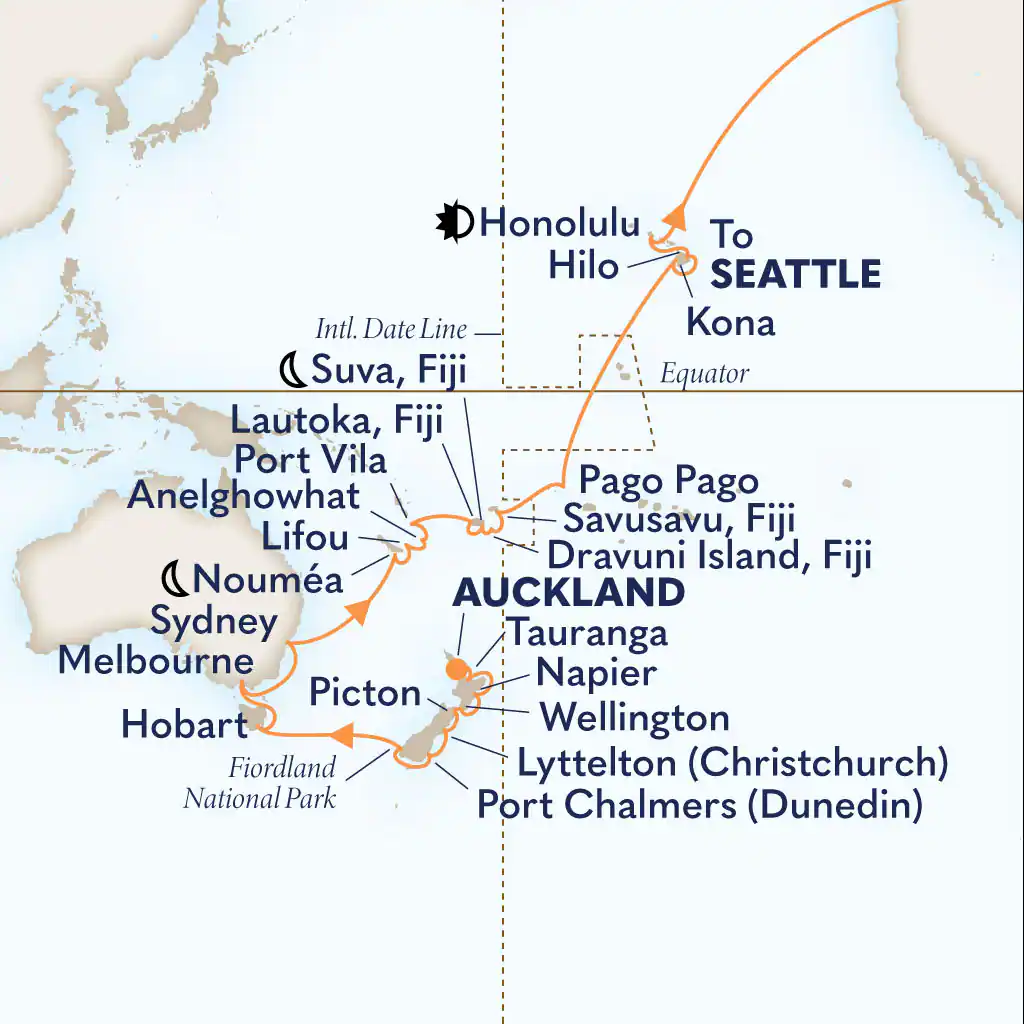 Honolulu
To
SEATTLE
Hilo
Kona
Intl. Date Line
Suva, Fiji
Equator
Lautoka, Fiji
Port Vila
Anelghowhat
Pago Pago
Savusavu, Fiji
Lifou
Dravuni Island, Fiji
Nouméa
AUCKLAND
Sydney
Tauranga
Melbourne
Napier
Picton
Wellington
Hobart
Lyttelton (Christchurch)
Fiordland
National Park
Port Chalmers (Dunedin)